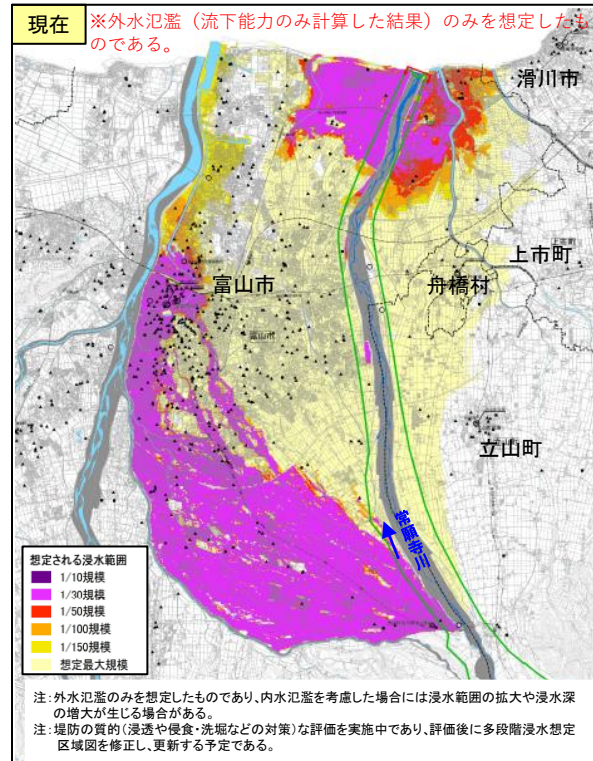 現在
※外水氾濫（流下能力のみ計算した結果）のみを想定したも
のである。
滑川市
上市町
舟橋村
富山市
富山市
立山町
常願寺川
想定される浸水範囲
1/10規模
1/30規模
1/50規模
1/100規模
1/150規模
想定最大規模
注：外水氾濫のみを想定したものであり、内水氾濫を考慮した場合には浸水範囲の拡大や浸水深
の増大が生じる場合がある。
注：堤防の質的（浸透や侵食・洗堀などの対策）な評価を実施中であり、評価後に多段階浸水想定
区域図を修正し、更新する予定である。